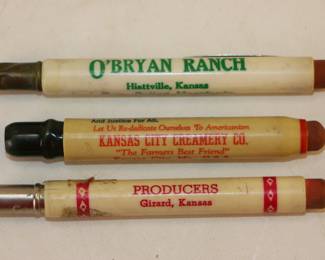 O'BRYAN RANCH
Hiattville, Kansas
And Justice For All.
Let Us Re-dedicate Ourselves To Americanism
KANSAS CITY CREAMERY CO.
"The Farmers Best Friend"
PRODUCERS
Girard, Kansas